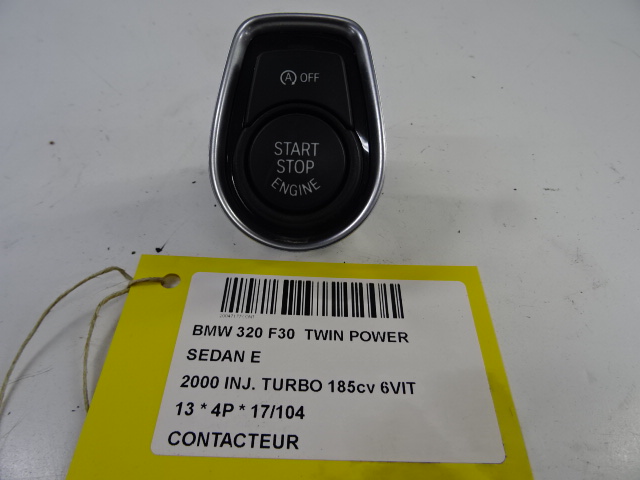 A OFF
START
STOP
ENGINE
BMW 320 F30 TWIN POWER
SEDAN E
2000 INJ. TURBO 185cv 6VIT
13 * 4P * 17/104
CONTACTEUR